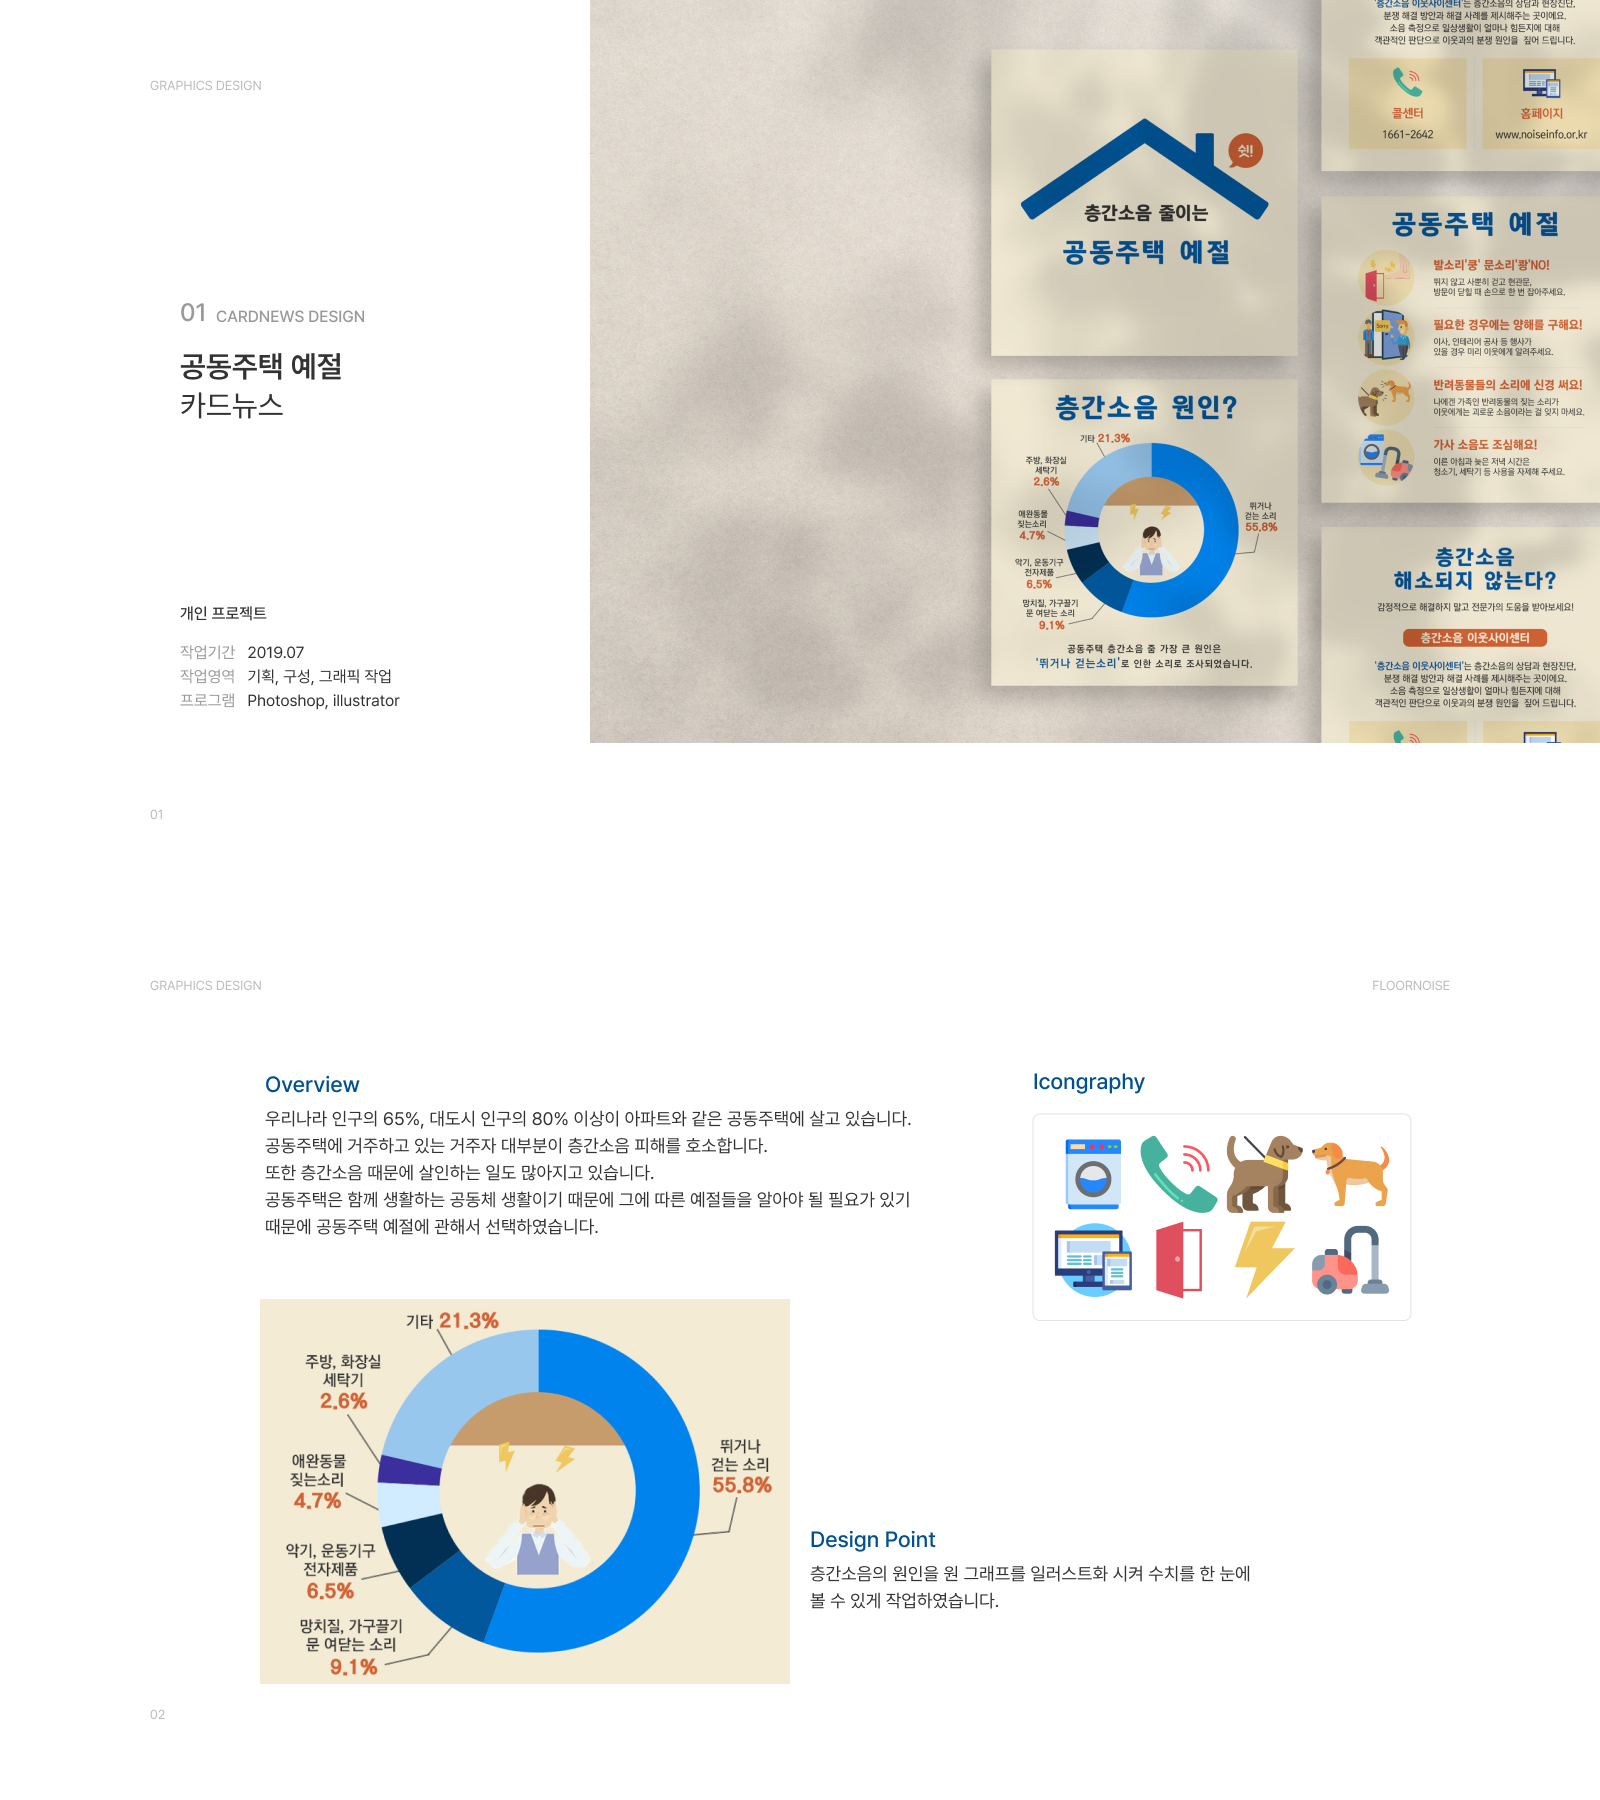 GRAPHICS DESIGN
01 CARDNEWS DESIGN
공동주택 예절
카드뉴스
개인 프로젝트
작업기간 2019.07
작업영역 기획, 구성, 그래픽 작업
프로그램 Photoshop, illustrator
01
쉿!
층간소음 줄이는
공동주택 예절
층간소음 원인?
기타 21.3%
주방, 화장실
세탁기
2.6%
애완동물
짖는소리
4.7%
악기, 운동기구
전자제품
6.5%
망치질, 가구끌기
문 여닫는 소리
9.1%
뛰거나
걷는 소리
55.8%
공동주택 층간소음 중 가장 큰 원인은
'뛰거나 걷는소리'로 인한 소리로 조사되었습니다.
'층간소음 이웃사이센터'는 층간소음의 상담과 현장진단,
분쟁 해결 방안과 해결 사례를 제시해주는 곳이에요.
소음 측정으로 일상생활이 얼마나 힘든지에 대해
객관적인 판단으로 이웃과의 분쟁 원인을 짚어 드립니다.
콜센터
1661-2642
홈페이지
www.noiseinfo.or.kr
공동주택 예절
발소리'쿵' 문소리'쾅'NO!
뛰지 않고 사뿐히 걷고 현관문,
방문이 닫힐 때 손으로 한 번 잡아주세요.
Sorry
필요한 경우에는 양해를 구해요!
이사, 인테리어 공사 등 행사가
있을 경우 미리 이웃에게 알려주세요.
반려동물들의 소리에 신경 써요!
나에겐 가족인 반려동물의 짖는 소리가
이웃에게는 괴로운 소음이라는 걸 잊지 마세요.
가사 소음도 조심해요!
이른 아침과 늦은 저녁 시간은
청소기, 세탁기 등 사용을 자제해 주세요.
층간소음
해소되지 않는다?
감정적으로 해결하지 말고 전문가의 도움을 받아보세요!
층간소음 이웃사이센터
'층간소음 이웃사이센터'는 층간소음의 상담과 현장진단,
분쟁 해결 방안과 해결 사례를 제시해주는 곳이에요.
소음 측정으로 일상생활이 얼마나 힘든지에 대해
객관적인 판단으로 이웃과의 분쟁 원인을 짚어 드립니다.
GRAPHICS DESIGN
FLOORNOISE
Overview
우리나라 인구의 65%, 대도시 인구의 80% 이상이 아파트와 같은 공동주택에 살고 있습니다.
공동주택에 거주하고 있는 거주자 대부분이 층간소음 피해를 호소합니다.
또한 층간소음 때문에 살인하는 일도 많아지고 있습니다.
공동주택은 함께 생활하는 공동체 생활이기 때문에 그에 따른 예절들을 알아야 될 필요가 있기
때문에 공동주택 예절에 관해서 선택하였습니다.
Icongraphy
기타 21.3%
주방, 화장실
세탁기
2.6%
애완동물
짖는소리
4.7%
악기, 운동기구
전자제품
6.5%
망치질, 가구끌기
문 여닫는 소리
9.1%
뛰거나
걷는 소리
55.8%
Design Point
층간소음의 원인을 원 그래프를 일러스트화 시켜 수치를 한 눈에
볼 수 있게 작업하였습니다.
02